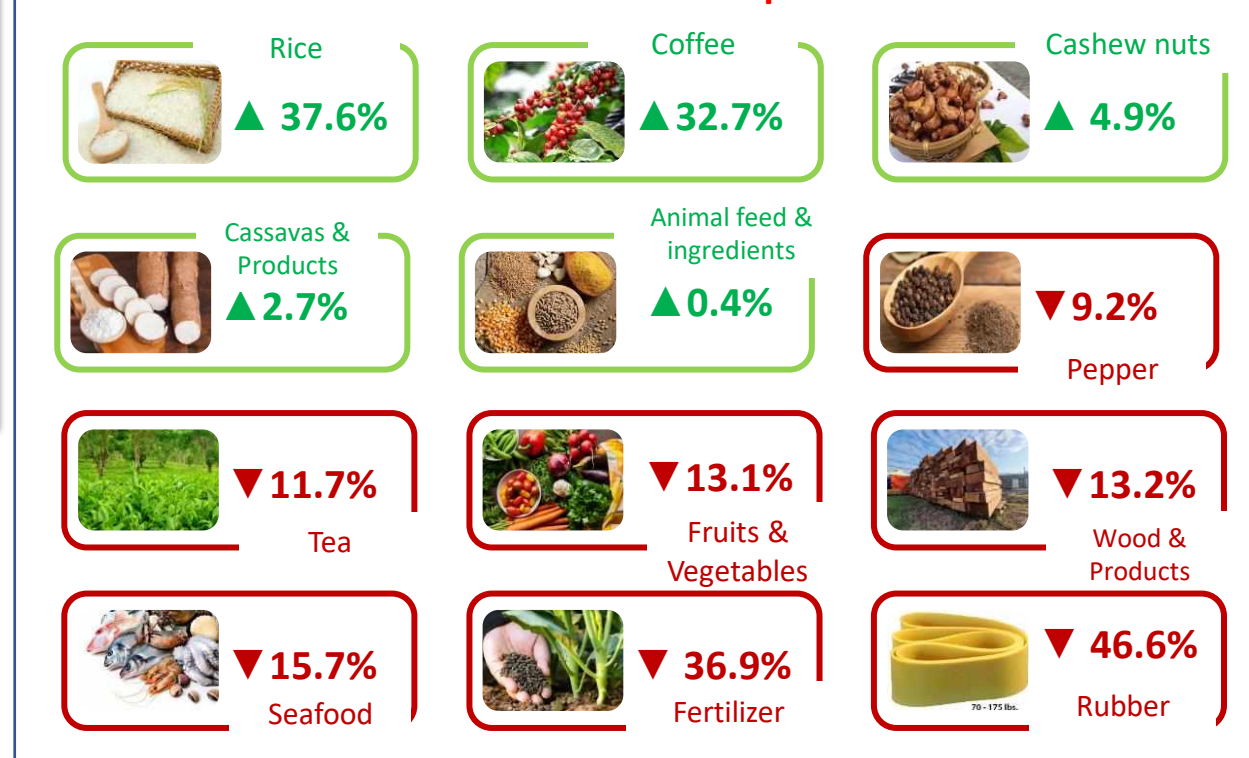 Rice
▲ 37.6%
Coffee
▲32.7%
Cashew nuts
▲ 4.9%
Cassavas &
Products
▲2.7%
Animal feed &
ingredients
▲0.4%
▼9.2%
Pepper
▼11.7%
Tea
▼13.1%
Fruits &
Vegetables
▼13.2%
Wood &
Products
▼15.7%
Seafood
▼ 36.9%
Fertilizer
70 - 175 lbs.
▼ 46.6%
Rubber